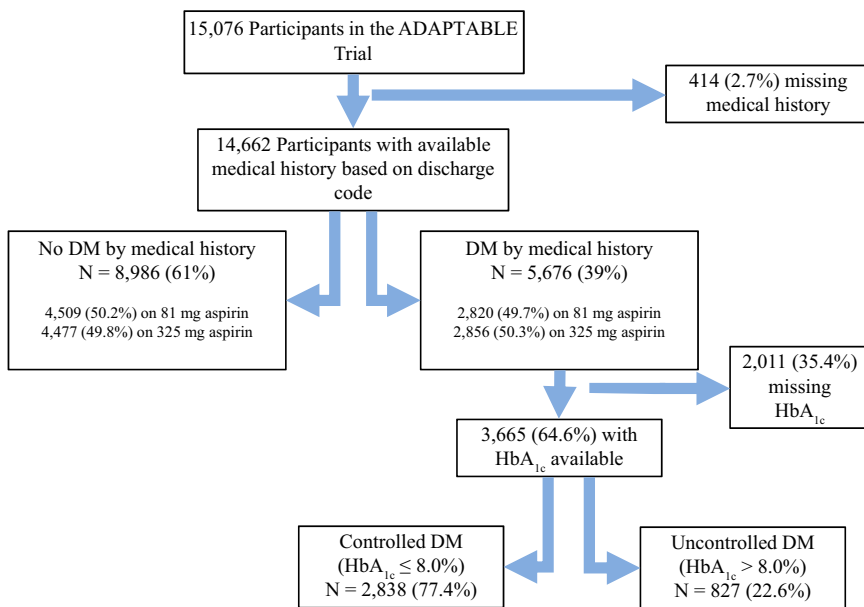 15,076 Participants in the ADAPTABLE
Trial
414 (2.7%) missing
medical history
14,662 Participants with available
medical history based on discharge
code
No DM by medical history
N = 8,986 (61%)
4,509 (50.2%) on 81 mg aspirin
4,477 (49.8%) on 325 mg aspirin
DM by medical history
N = 5,676 (39%)
2,820 (49.7%) on 81 mg aspirin
2,856 (50.3%) on 325 mg aspirin
2,011 (35.4%)
missing
HbA1c
3,665 (64.6%) with
HbA1c available
Controlled DM
(HbA1c ≤ 8.0%)
N = 2,838 (77.4%)
Uncontrolled DM
(HbA1c > 8.0%)
N = 827 (22.6%)